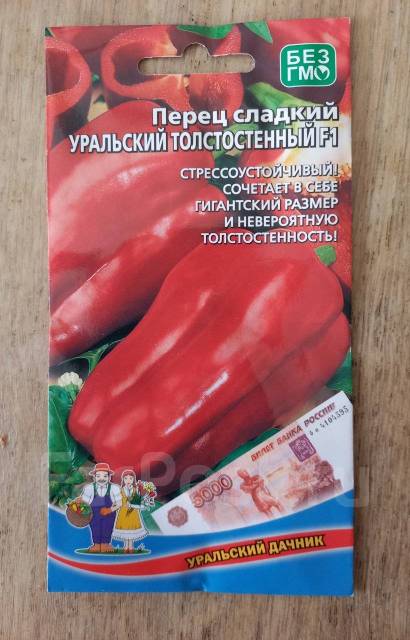 БЕЗ
ГМО
Перец сладкий
УРАЛЬСКИЙ ТОЛСТОСТЕННЫЙ F1
СТРЕССОУСТОЙЧИВЫЙ!
СОЧЕТАЕТ В СЕБЕ
ГИГАНТСКИЙ РАЗМЕР
И НЕВЕРОЯТНУЮ
ТОЛСТОСТЕННОСТЬ!
БИЛЕТ БАНКА РОССИИ
4104595
5000
УРАЛЬСКИЙ ДАЧНИК